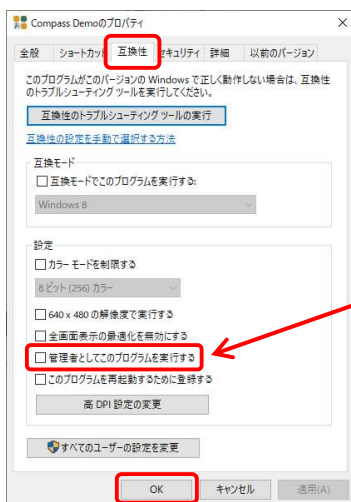 Compass Demoのプロパティ
全般 ショートカット 互換性 セキュリティ 詳細 以前のバージョン
このプログラムがこのバージョンの Windows で正しく動作しない場合は、互換性
のトラブルシューティング ツールを実行してください。
互換性のトラブルシューティング ツールの実行
互換性の設定を手動で選択する方法
互換モード
互換モードでこのプログラムを実行する:
Windows 8
設定
カラー モードを制限する
8 ビット (256) カラー
640 x 480 の解像度で実行する
全画面表示の最適化を無効にする
管理者としてこのプログラムを実行する
このプログラムを再起動するために登録する
高 DPI 設定の変更
すべてのユーザーの設定を変更
OK キャンセル 適用(A)